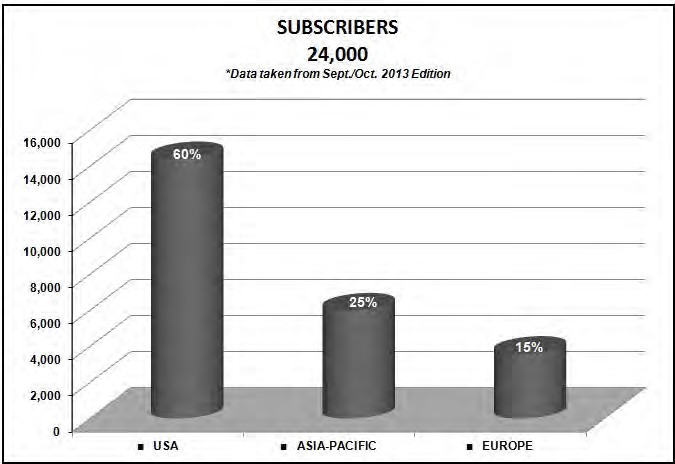 SUBSCRIBERS
24,000
*Data taken from Sept./Oct. 2013 Edition
16,000
14,000
12,000
10,000
8,000
6,000
4,000
2,000
0
60%
25%
15%
▪ USA
▪ ASIA-PACIFIC
▪ EUROPE